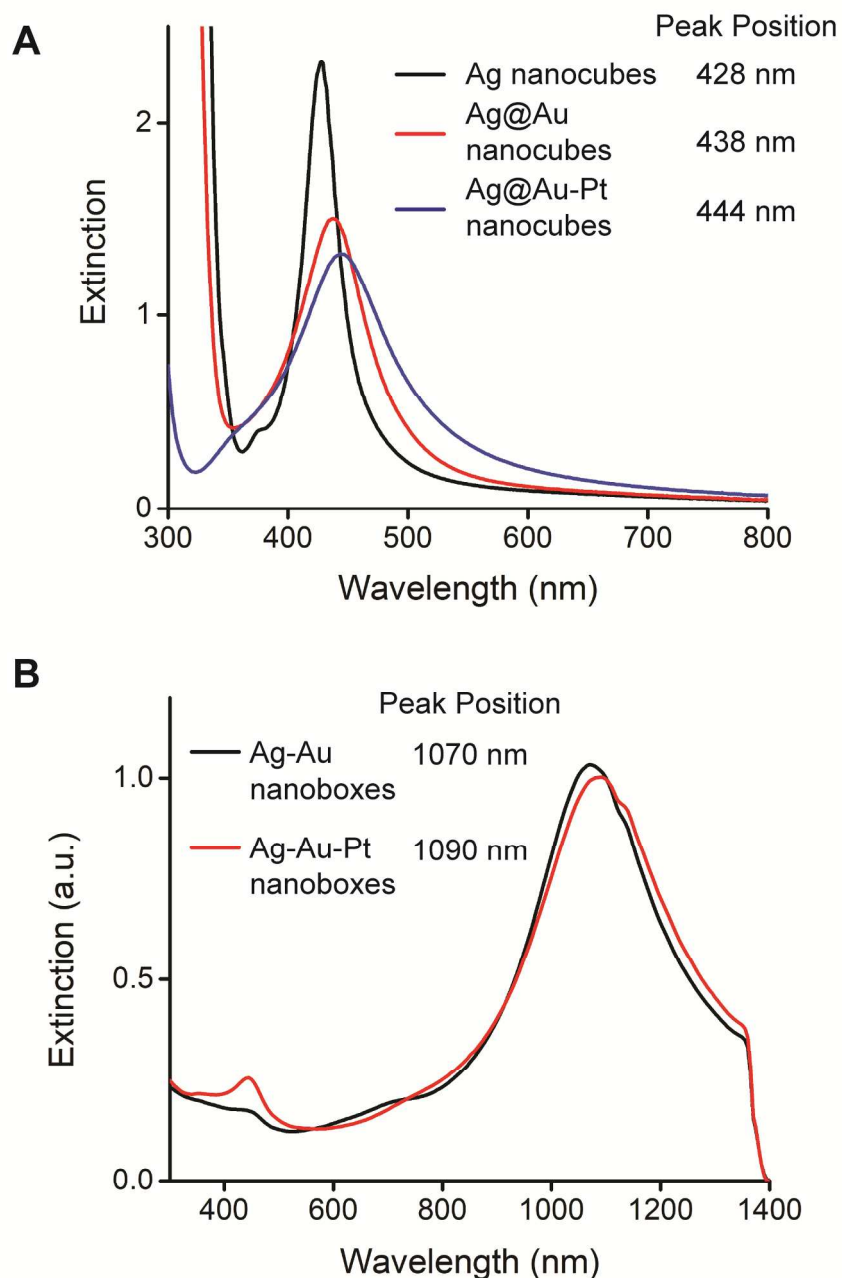 A
Peak Position
Ag nanocubes 428 nm
Ag@Au
nanocubes 438 nm
Ag@Au-Pt
nanocubes 444 nm
Extinction
2
1
0
300 400 500 600 700 800
Wavelength (nm)
B
Peak Position
Ag-Au 1070 nm
nanoboxes
Ag-Au-Pt 1090 nm
nanoboxes
Extinction (a.u.)
1.0
0.5
0.0
400 600 800 1000 1200 1400
Wavelength (nm)